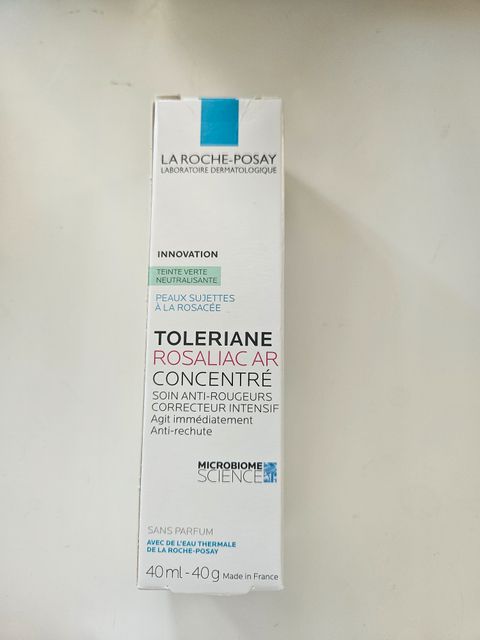 LA ROCHE-POSAY
LABORATOIRE DERMATOLOGIQUE
INNOVATION
TEINTE VERTE
NEUTRALISANTE
PEAUX SUJETTES
À LA ROSACÉE
TOLERIANE
ROSALIAC AR
CONCENTRÉ
SOIN ANTI-ROUGEURS
CORRECTEUR INTENSIF
Agit immédiatement
Anti-rechute
MICROBIOME
SCIENCE
SANS PARFUM
AVEC DE L'EAU THERMALE
DE LA ROCHE-POSAY
40 ml - 40 g Made in France